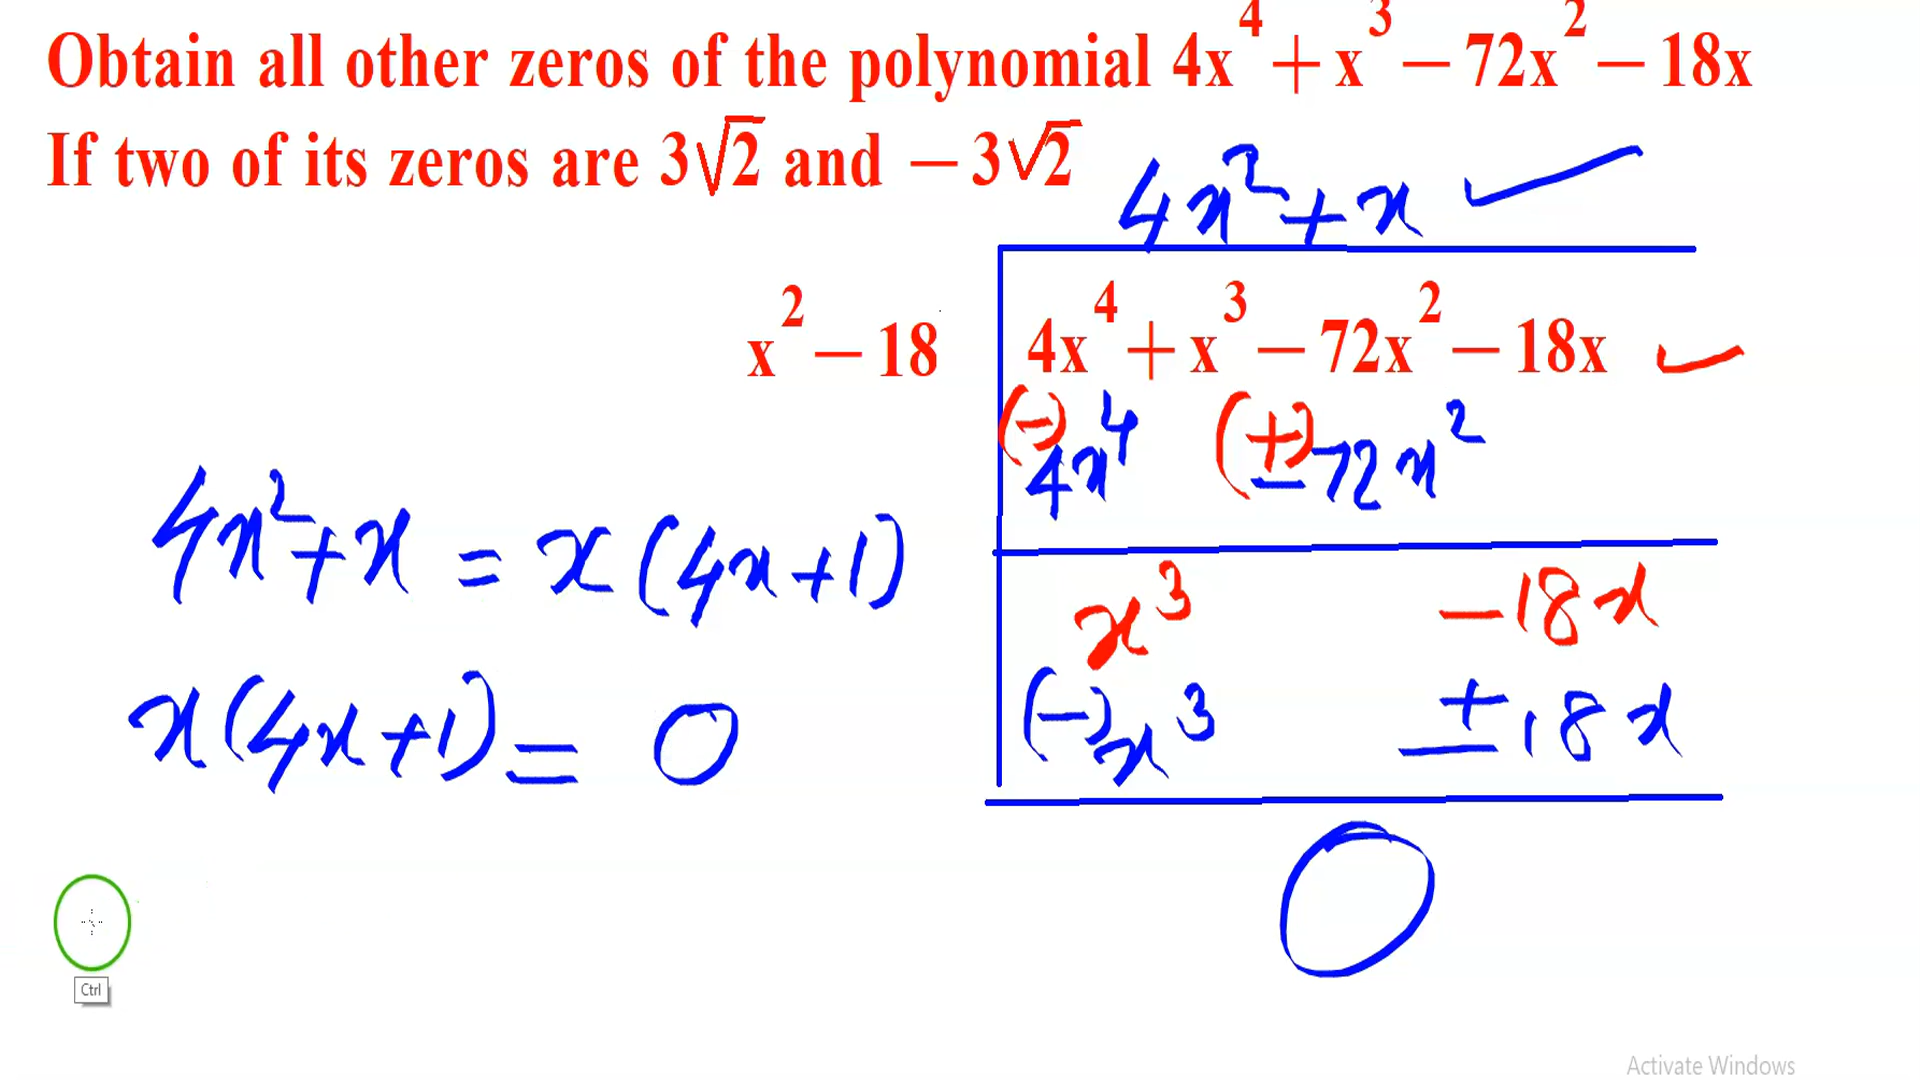 Obtain all other zeros of the polynomial 4x⁴ + x³ − 72x² − 18x
If two of its zeros are 3√2 and − 3√2
4x² + x ✓
x² − 18
4x⁴ + x³ − 72x² − 18x ✓
(−) 4x⁴ (+) − 72x²
4x² + x = x(4x+1)
x³ − 18x
x(4x+1) = 0
(−) x³ ± 18x
0
Ctrl
Activate Windows